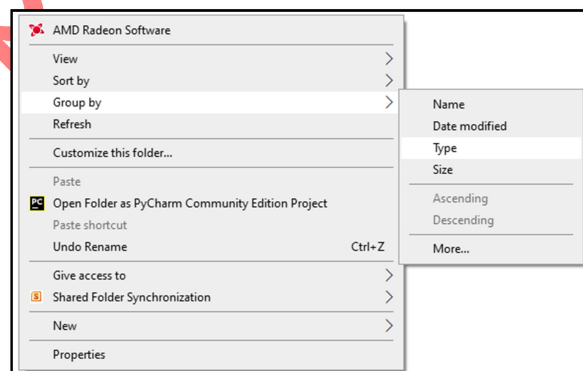 AMD Radeon Software
View
Sort by
Group by
Refresh
Customize this folder...
Paste
PC Open Folder as PyCharm Community Edition Project
Paste shortcut
Undo Rename Ctrl+Z
Give access to
S Shared Folder Synchronization
New
Properties
Name
Date modified
Type
Size
Ascending
Descending
More...